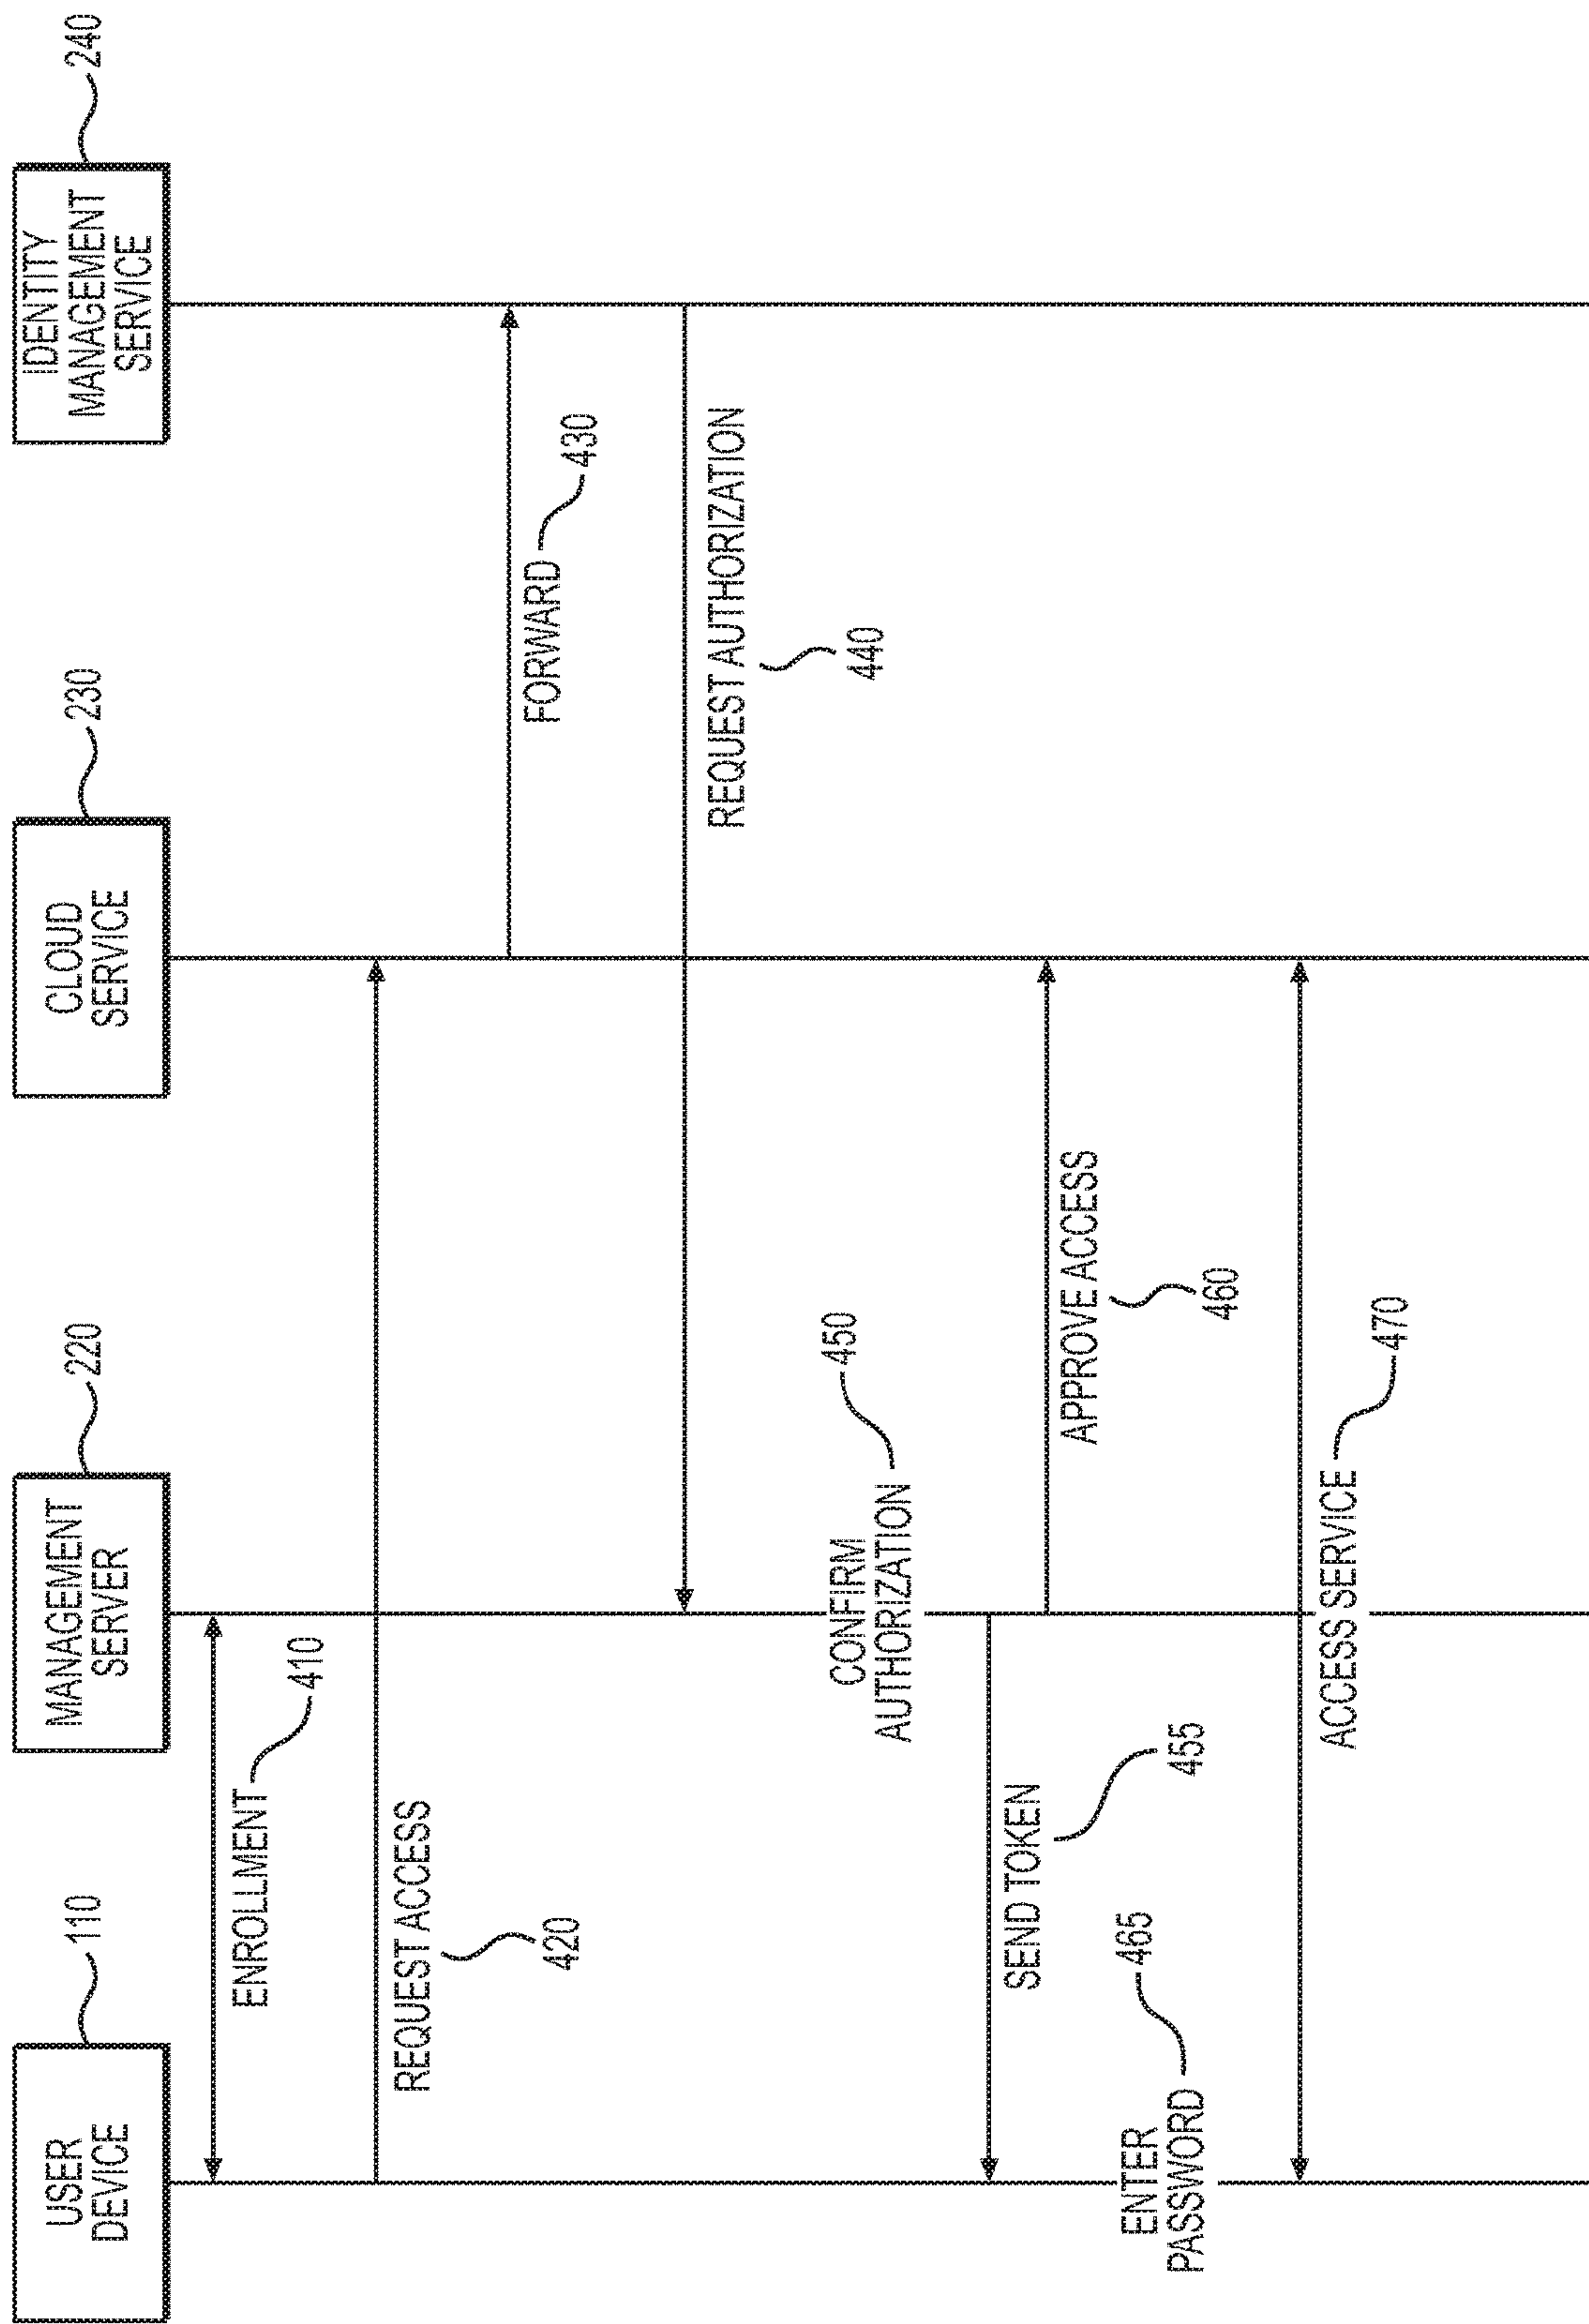 USER
DEVICE
110
MANAGEMENT
SERVER
220
CLOUD
SERVICE
230
IDENTITY
MANAGEMENT
SERVICE
240
ENROLLMENT
410
REQUEST ACCESS
420
FORWARD
430
REQUEST AUTHORIZATION
440
CONFIRM
AUTHORIZATION
450
SEND TOKEN
455
APPROVE ACCESS
460
ENTER
PASSWORD
465
ACCESS SERVICE
470